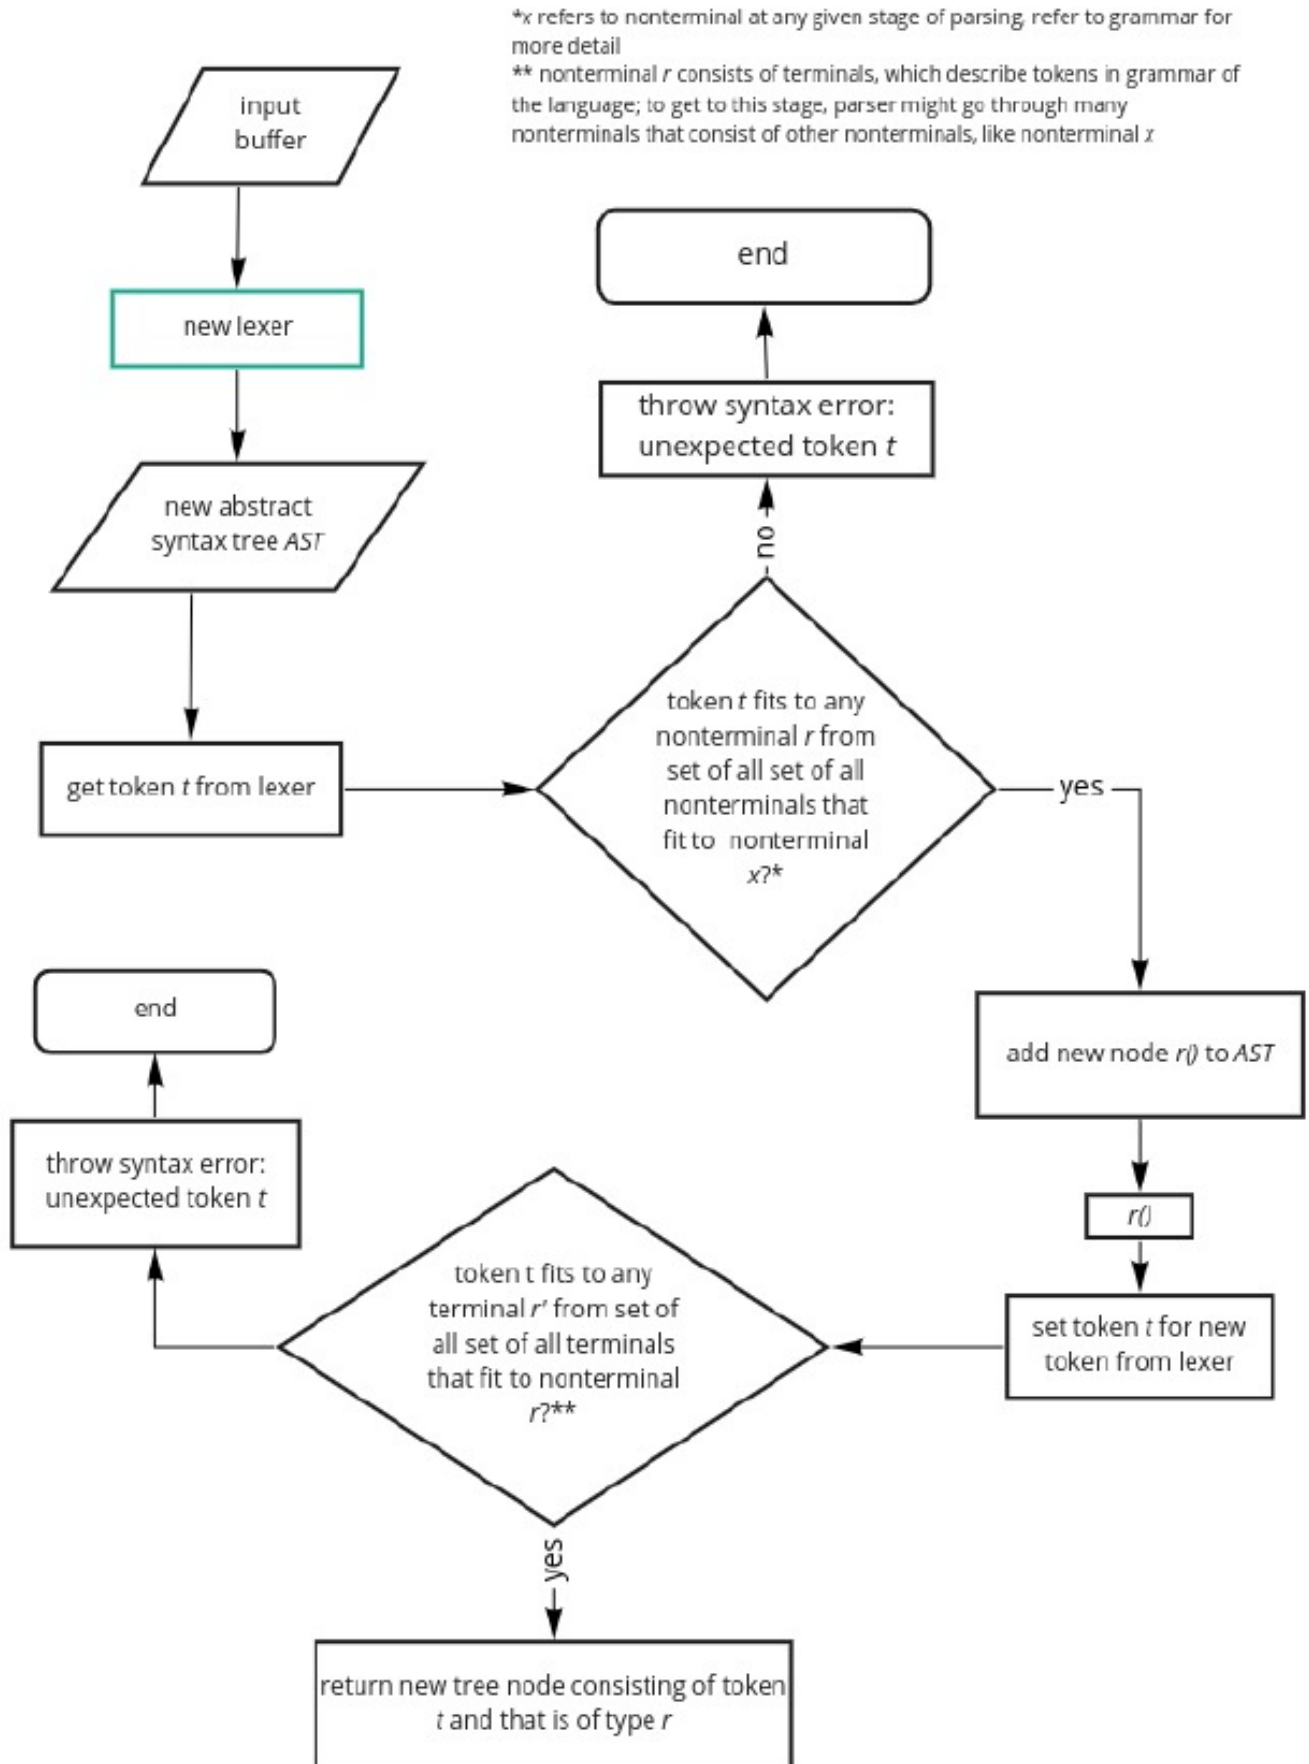 *x refers to nonterminal at any given stage of parsing, refer to grammar for
more detail
** nonterminal r consists of terminals, which describe tokens in grammar of
the language; to get to this stage, parser might go through many
nonterminals that consist of other nonterminals, like nonterminal x
input
buffer
new lexer
new abstract
syntax tree AST
get token t from lexer
end
throw syntax error:
unexpected token t
no
token t fits to any
nonterminal r from
set of all set of all
nonterminals that
fit to nonterminal
x?*
yes
add new node r() to AST
r()
set token t for new
token from lexer
token t fits to any
terminal r' from set of
all set of all terminals
that fit to nonterminal
r?**
end
throw syntax error:
unexpected token t
yes
return new tree node consisting of token
t and that is of type r